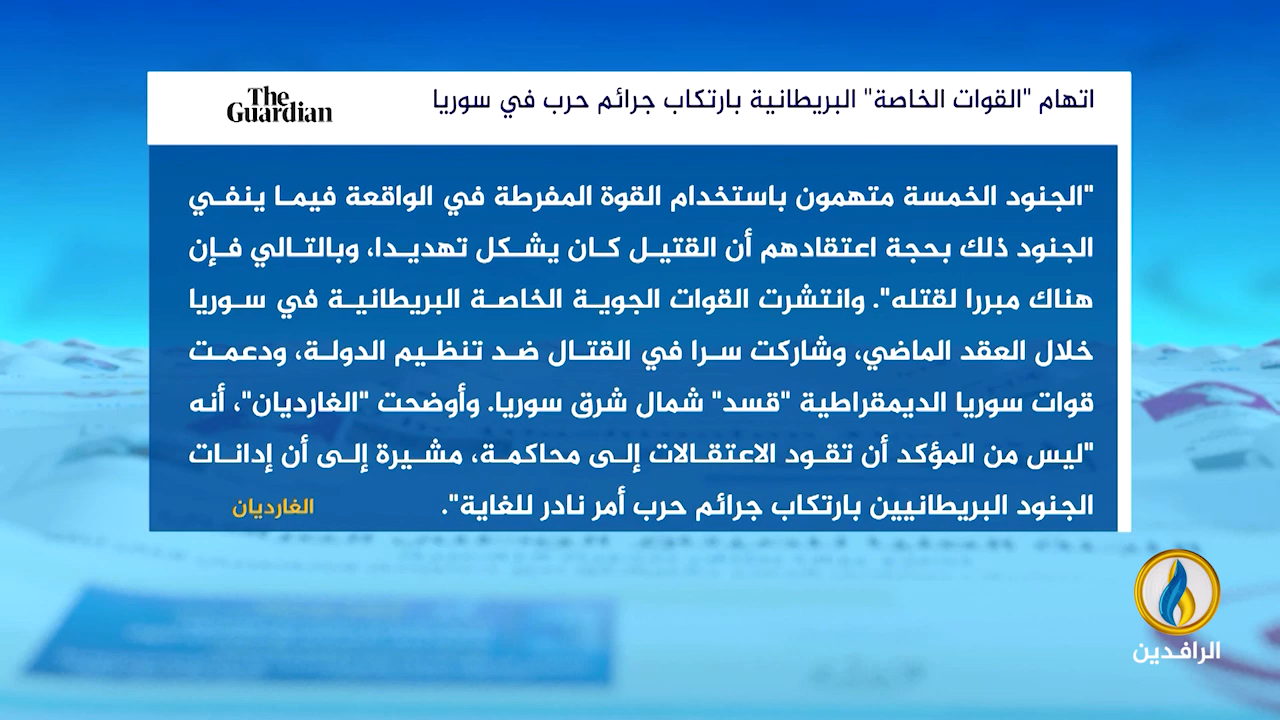 The Guardian
اتهام "القوات الخاصة" البريطانية بارتكاب جرائم حرب في سوريا
"الجنود الخمسة متهمون باستخدام القوة المفرطة في الواقعة فيما ينفي
الجنود ذلك بحجة اعتقادهم أن القتيل كان يشكل تهديدا، وبالتالي فإن
هناك مبررا لقتله". وانتشرت القوات الجوية الخاصة البريطانية في سوريا
خلال العقد الماضي، وشاركت سرا في القتال ضد تنظيم الدولة، ودعمت
قوات سوريا الديمقراطية "قسد" شمال شرق سوريا. وأوضحت "الغارديان"، أنه
"ليس من المؤكد أن تقود الاعتقالات إلى محاكمة، مشيرة إلى أن إدانات
الجنود البريطانيين بارتكاب جرائم حرب أمر نادر للغاية".
الغارديان
الرافدين